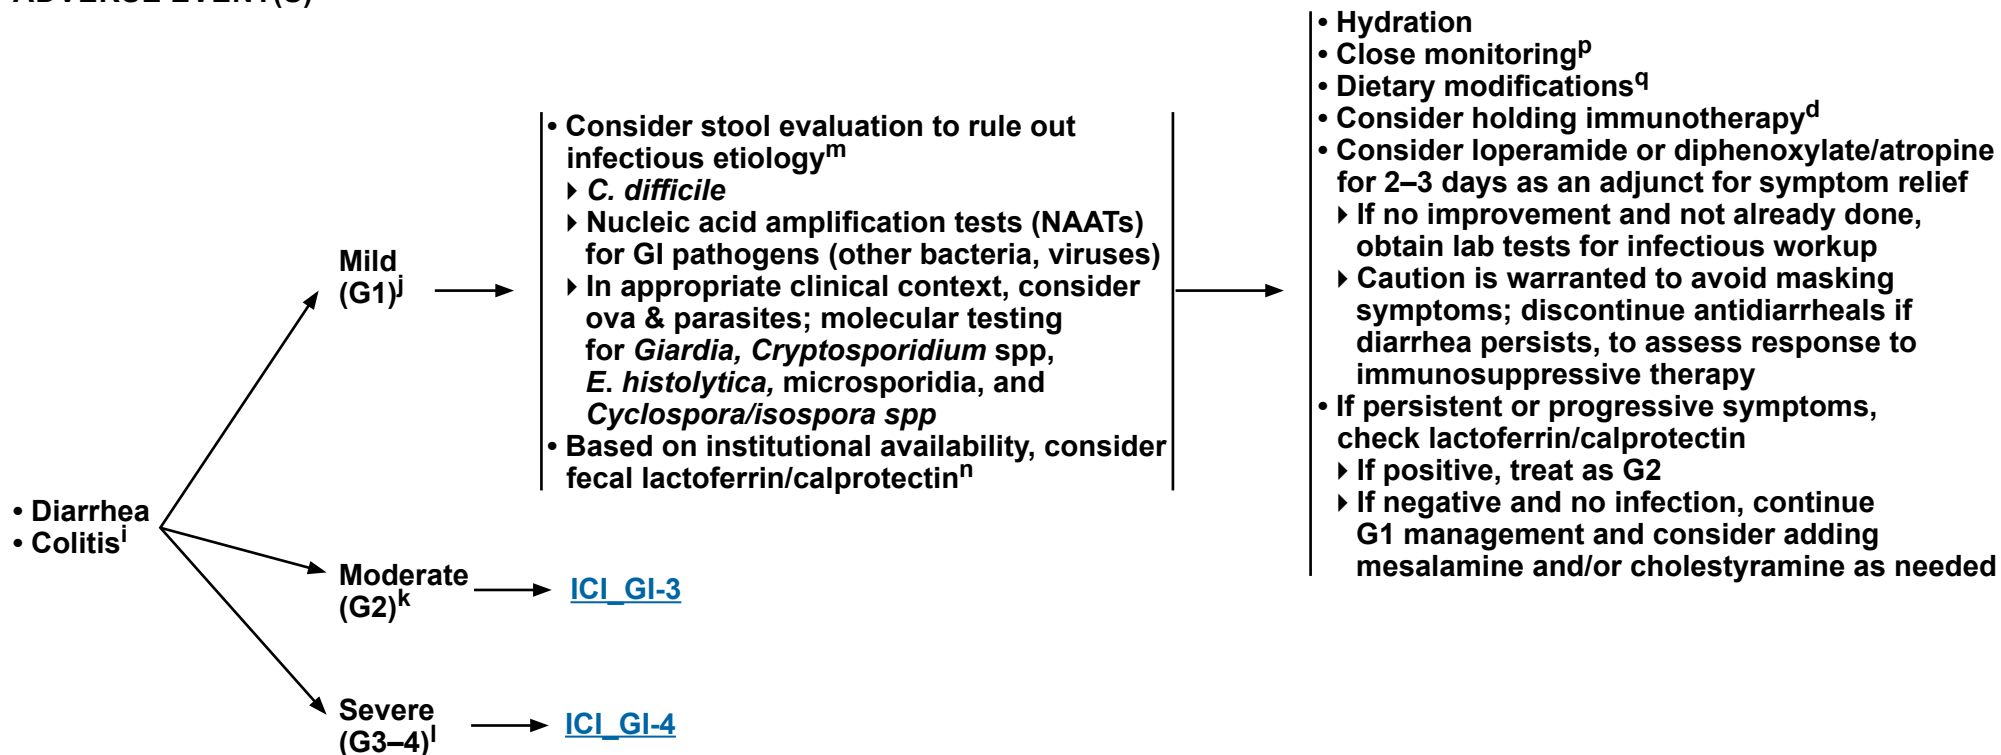 • Diarrhea
• Colitisⁱ
Mild
(G1)ʲ
• Consider stool evaluation to rule out
infectious etiologyᵐ
▸ C. difficile
▸ Nucleic acid amplification tests (NAATs)
for GI pathogens (other bacteria, viruses)
▸ In appropriate clinical context, consider
ova & parasites; molecular testing
for Giardia, Cryptosporidium spp,
E. histolytica, microsporidia, and
Cyclospora/isospora spp
• Based on institutional availability, consider
fecal lactoferrin/calprotectinⁿ
• Hydration
• Close monitoringᵖ
• Dietary modifications^q
• Consider holding immunotherapyᵈ
• Consider loperamide or diphenoxylate/atropine
for 2–3 days as an adjunct for symptom relief
▸ If no improvement and not already done,
obtain lab tests for infectious workup
▸ Caution is warranted to avoid masking
symptoms; discontinue antidiarrheals if
diarrhea persists, to assess response to
immunosuppressive therapy
• If persistent or progressive symptoms,
check lactoferrin/calprotectin
▸ If positive, treat as G2
▸ If negative and no infection, continue
G1 management and consider adding
mesalamine and/or cholestyramine as needed
Moderate
(G2)ᵏ
ICI_GI-3
Severe
(G3–4)ˡ
ICI_GI-4